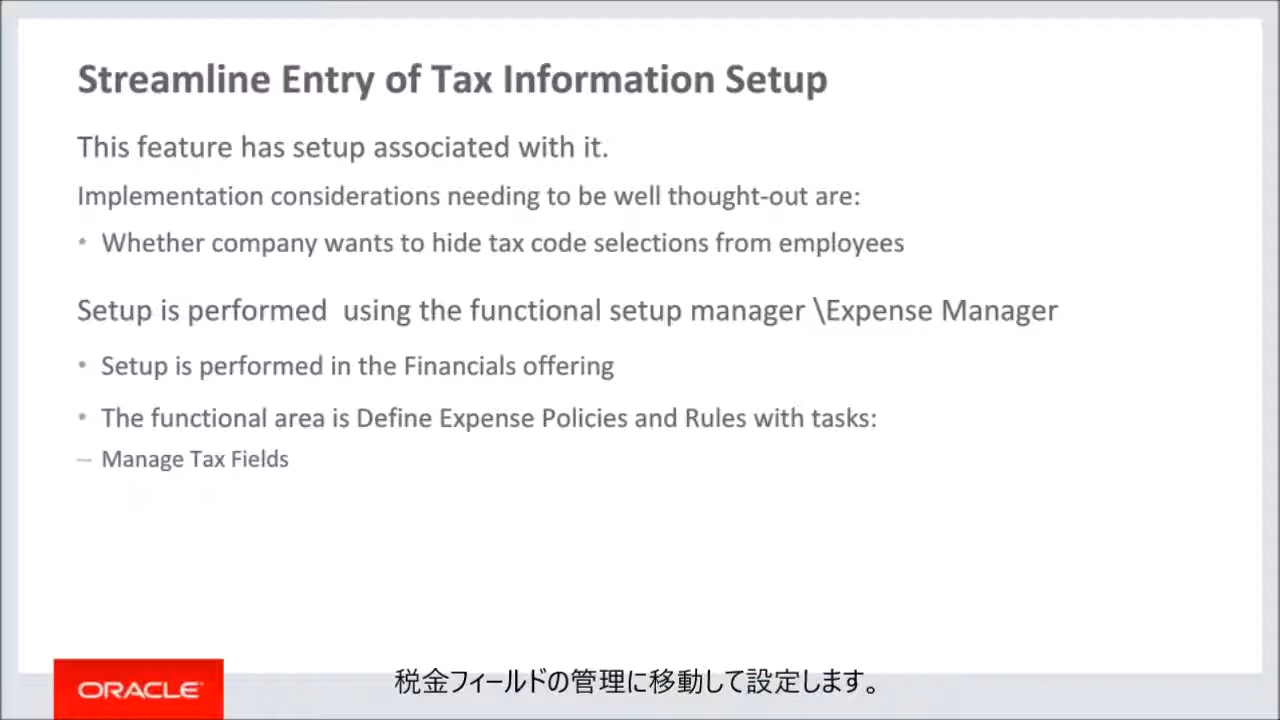 Streamline Entry of Tax Information Setup
This feature has setup associated with it.
Implementation considerations needing to be well thought-out are:
• Whether company wants to hide tax code selections from employees
Setup is performed  using the functional setup manager \Expense Manager
• Setup is performed in the Financials offering
• The functional area is Define Expense Policies and Rules with tasks:
– Manage Tax Fields
ORACLE
税金フィールドの管理に移動して設定します。